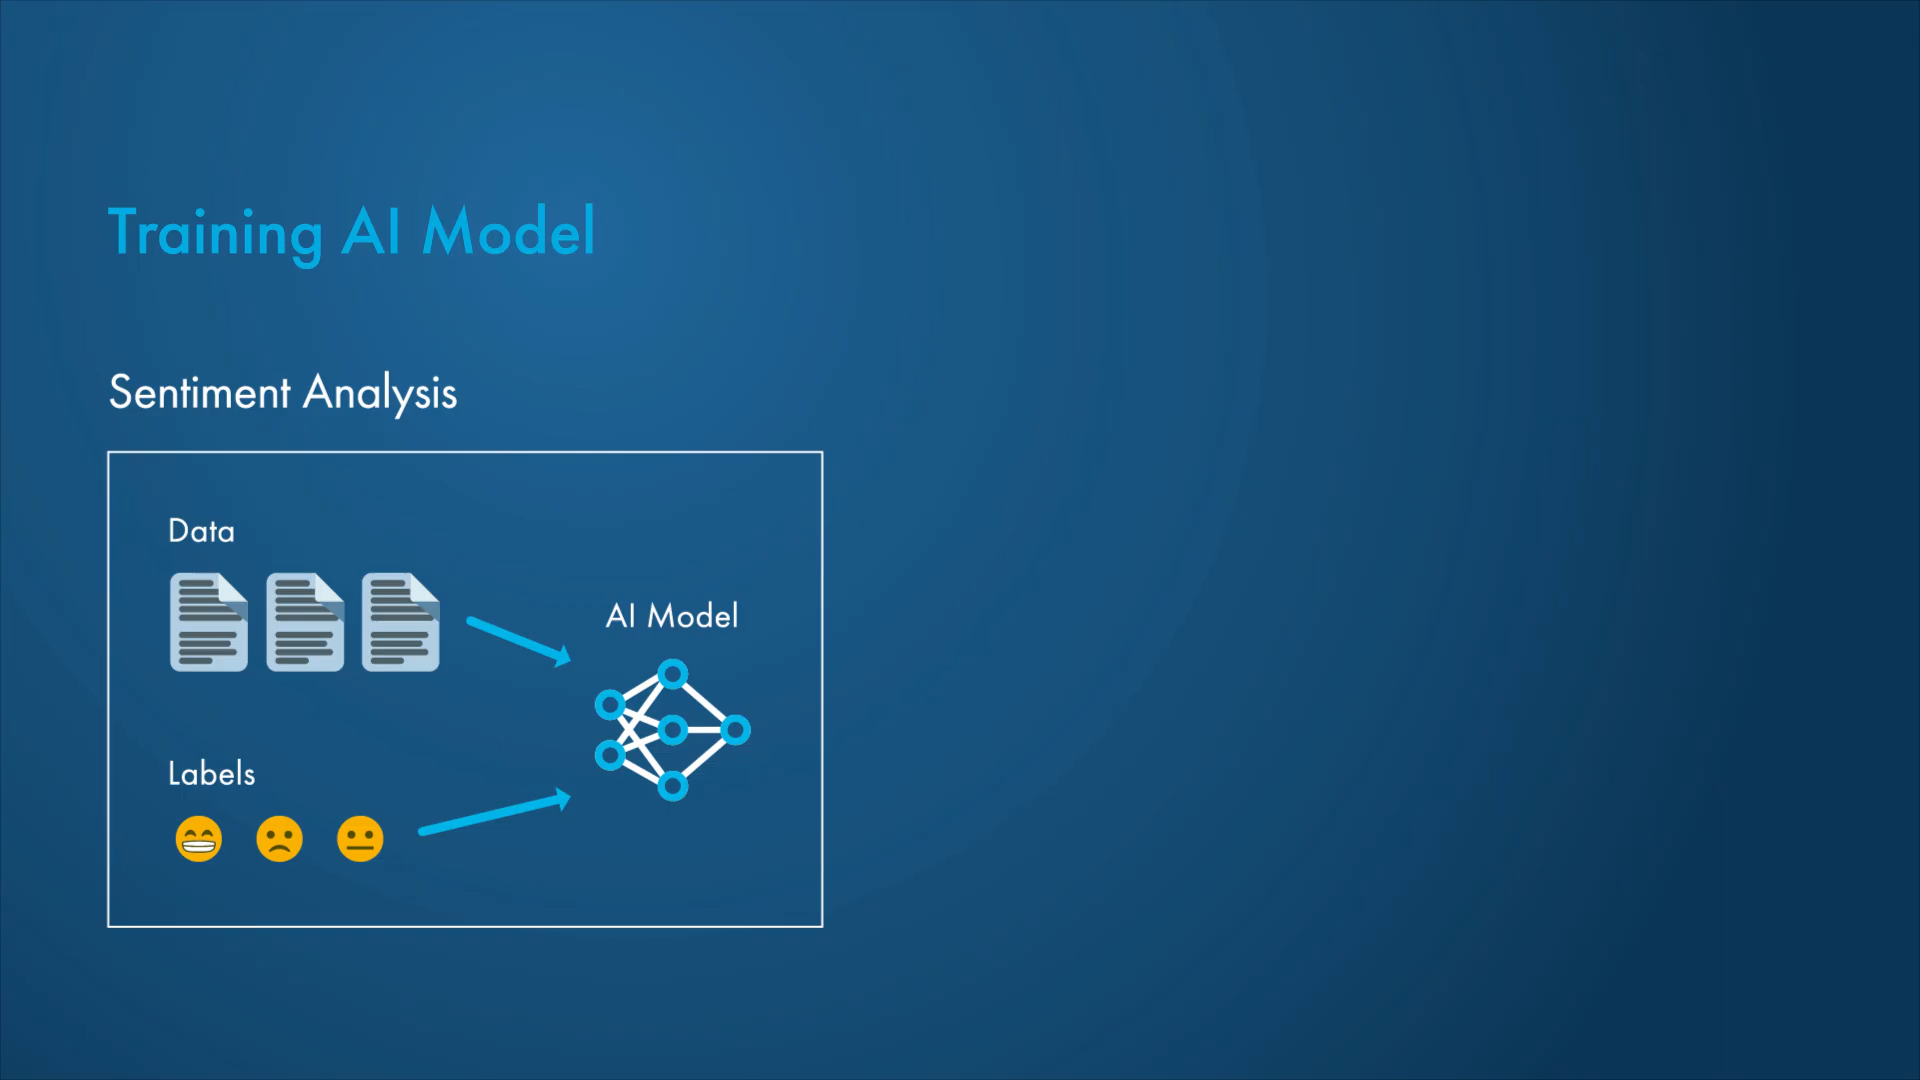 Training AI Model
Sentiment Analysis
Data
AI Model
Labels